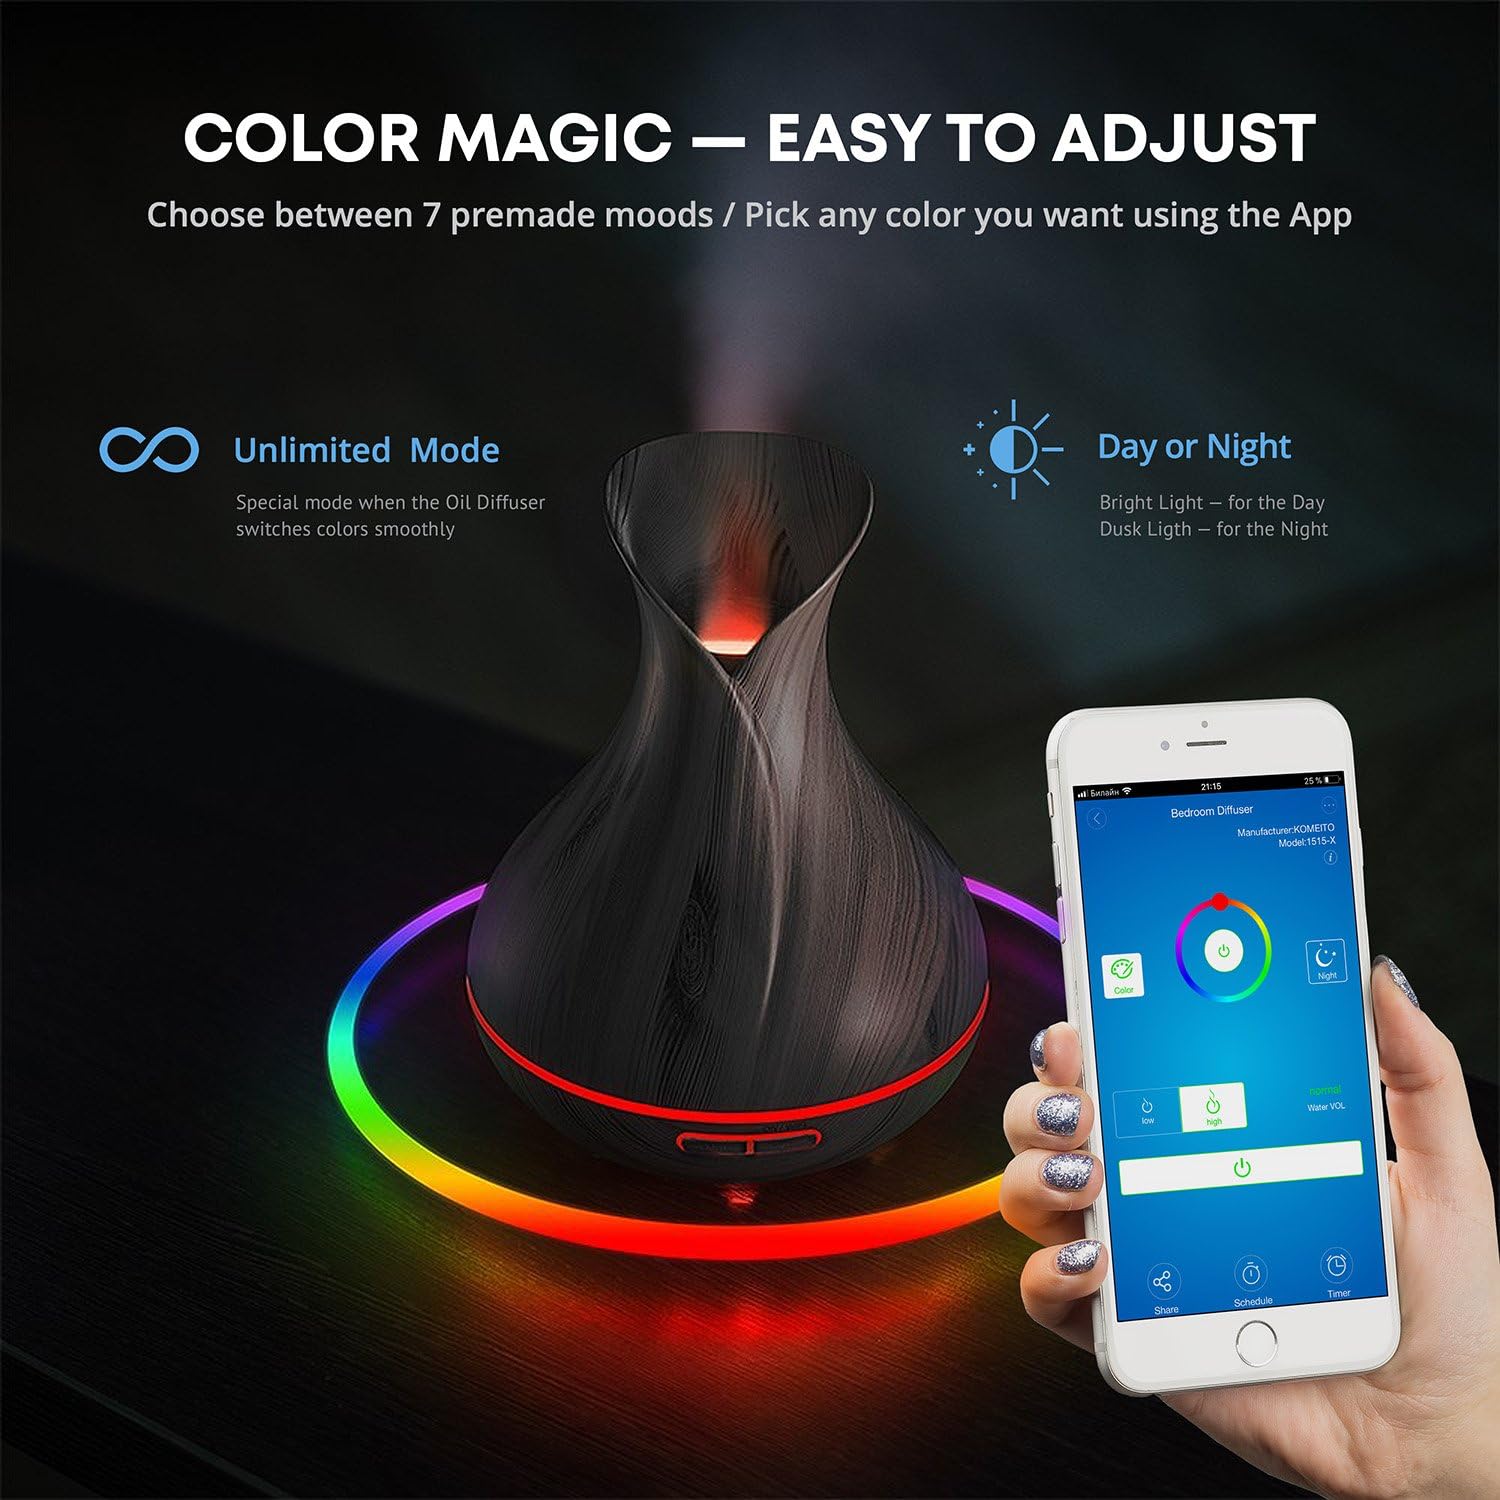 COLOR MAGIC — EASY TO ADJUST
Choose between 7 premade moods / Pick any color you want using the App
Unlimited Mode
Special mode when the Oil Diffuser
switches colors smoothly
Day or Night
Bright Light — for the Day
Dusk Ligth — for the Night
Билайн 21:15 25 %
Bedroom Diffuser
Manufacturer:KOMEITO
Model:1515-X
i
Color
Night
low
high
normal
Water VOL
Share
Schedule
Timer